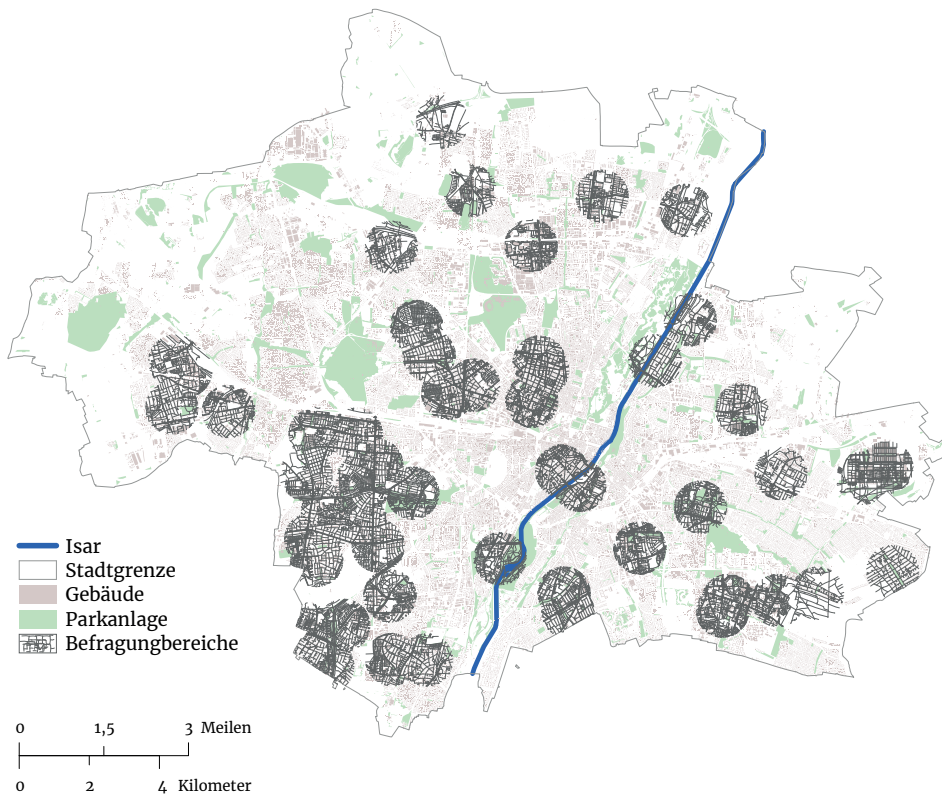 Isar
Stadtgrenze
Gebäude
Parkanlage
Befragungbereiche
0 1,5 3 Meilen
0 2 4 Kilometer